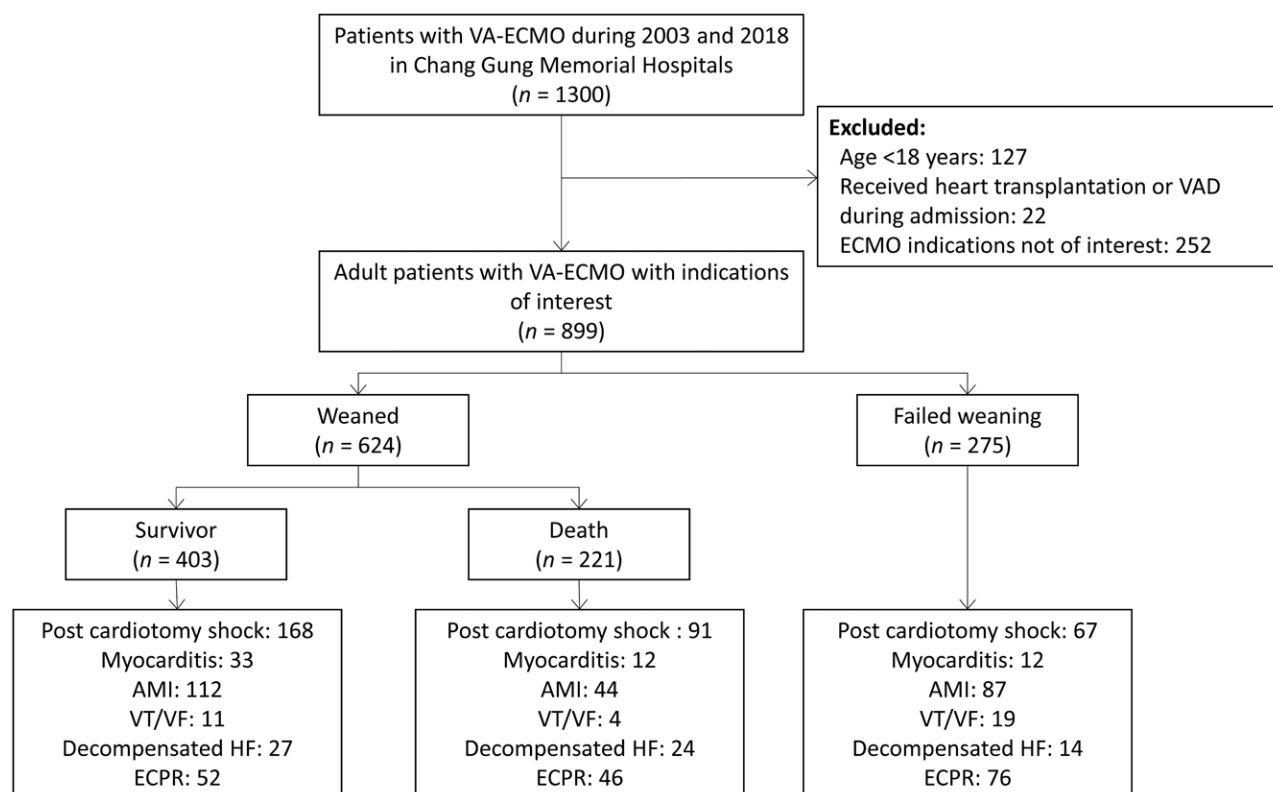 Patients with VA-ECMO during 2003 and 2018
in Chang Gung Memorial Hospitals
(n = 1300)
Excluded:
Age <18 years: 127
Received heart transplantation or VAD
during admission: 22
ECMO indications not of interest: 252
Adult patients with VA-ECMO with indications
of interest
(n = 899)
Weaned
(n = 624)
Failed weaning
(n = 275)
Survivor
(n = 403)
Death
(n = 221)
Post cardiotomy shock: 168
Myocarditis: 33
AMI: 112
VT/VF: 11
Decompensated HF: 27
ECPR: 52
Post cardiotomy shock : 91
Myocarditis: 12
AMI: 44
VT/VF: 4
Decompensated HF: 24
ECPR: 46
Post cardiotomy shock: 67
Myocarditis: 12
AMI: 87
VT/VF: 19
Decompensated HF: 14
ECPR: 76